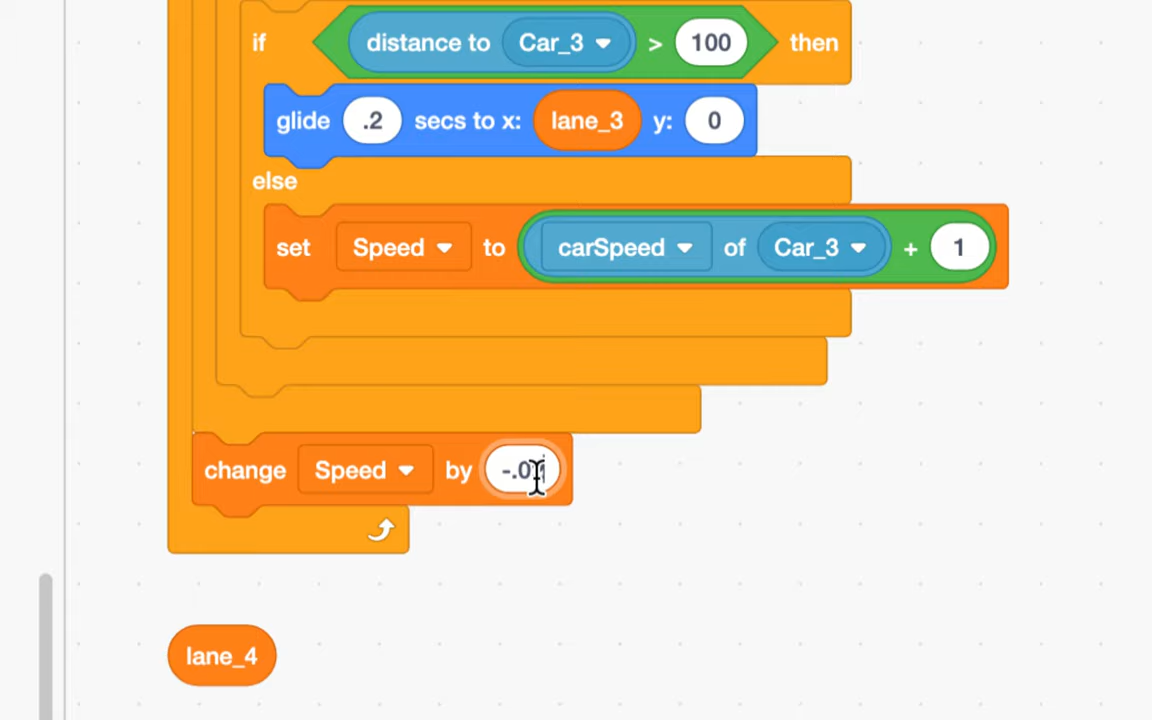 if distance to Car_3 > 100 then
glide .2 secs to x: lane_3 y: 0
else
set Speed to carSpeed of Car_3 + 1
change Speed by
lane_4